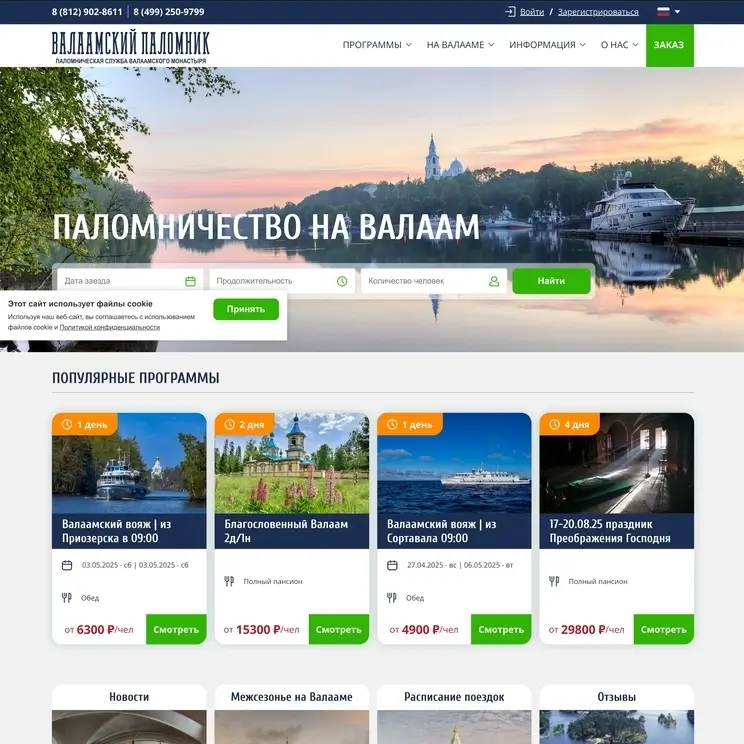 8 (812) 902-8611 | 8 (499) 250-9799
Войти / Зарегистрироваться
ВАЛААМСКИЙ ПАЛОМНИК
ПАЛОМНИЧЕСКАЯ СЛУЖБА ВАЛААМСКОГО МОНАСТЫРЯ
ПРОГРАММЫ НА ВАЛААМЕ ИНФОРМАЦИЯ О НАС ЗАКАЗ
ПАЛОМНИЧЕСТВО НА ВАЛААМ
Дата заезда Продолжительность Количество человек Найти
Этот сайт использует файлы cookie
Используя наш веб-сайт, вы соглашаетесь с использованием
файлов cookie и Политикой конфиденциальности
Принять
ПОПУЛЯРНЫЕ ПРОГРАММЫ
1 день
Валаамский вояж | из
Приозерска в 09:00
03.05.2025 - сб | 03.05.2025 - сб
Обед
от 6300 ₽/чел Смотреть
2 дня
Благословенный Валаам
2д/1н
Полный пансион
от 15300 ₽/чел Смотреть
1 день
Валаамский вояж | из
Сортавала 09:00
27.04.2025 - вс | 06.05.2025 - вт
Обед
от 4900 ₽/чел Смотреть
4 дня
17-20.08.25 праздник
Преображения Господня
Полный пансион
от 29800 ₽/чел Смотреть
Новости
Межсезонье на Валааме
Расписание поездок
Отзывы